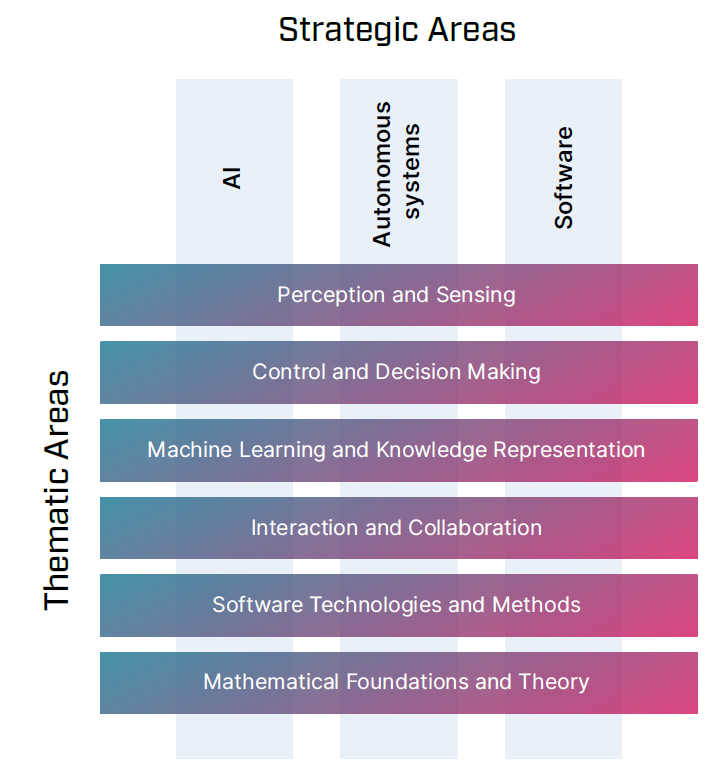 Strategic Areas
AI
Autonomous
systems
Software
Thematic Areas
Perception and Sensing
Control and Decision Making
Machine Learning and Knowledge Representation
Interaction and Collaboration
Software Technologies and Methods
Mathematical Foundations and Theory